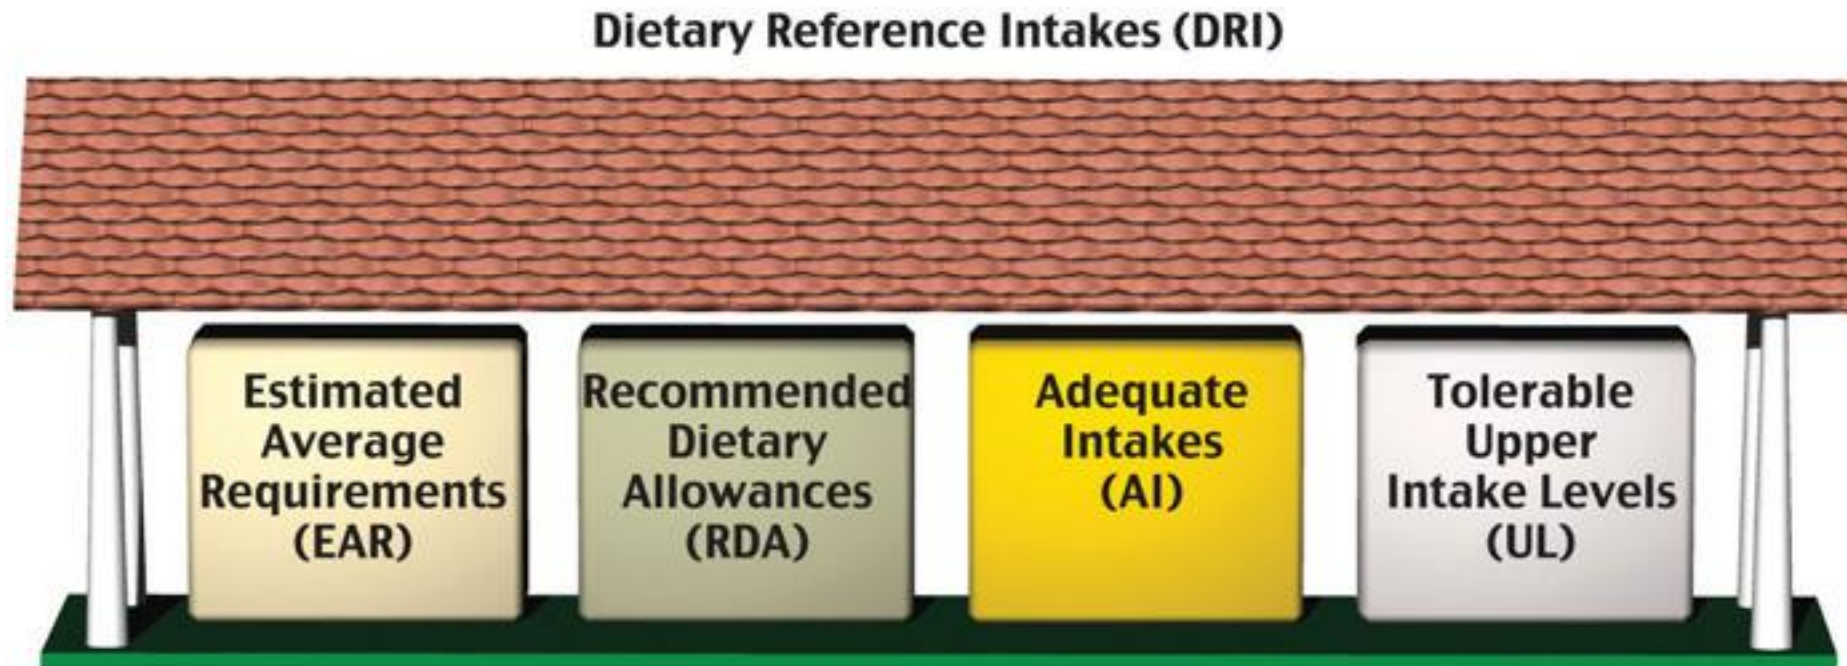 Dietary Reference Intakes (DRI)
Estimated
Average
Requirements
(EAR)
Recommended
Dietary
Allowances
(RDA)
Adequate
Intakes
(AI)
Tolerable
Upper
Intake Levels
(UL)